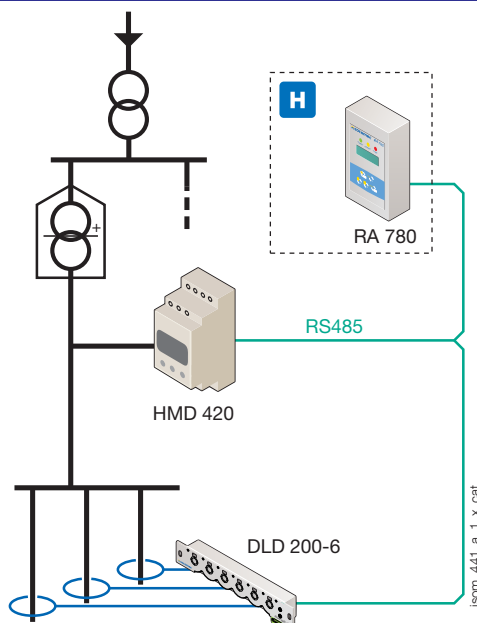 H
RA 780
+
RS485
HMD 420
DLD 200-6
isom_441_a_1_x_cat